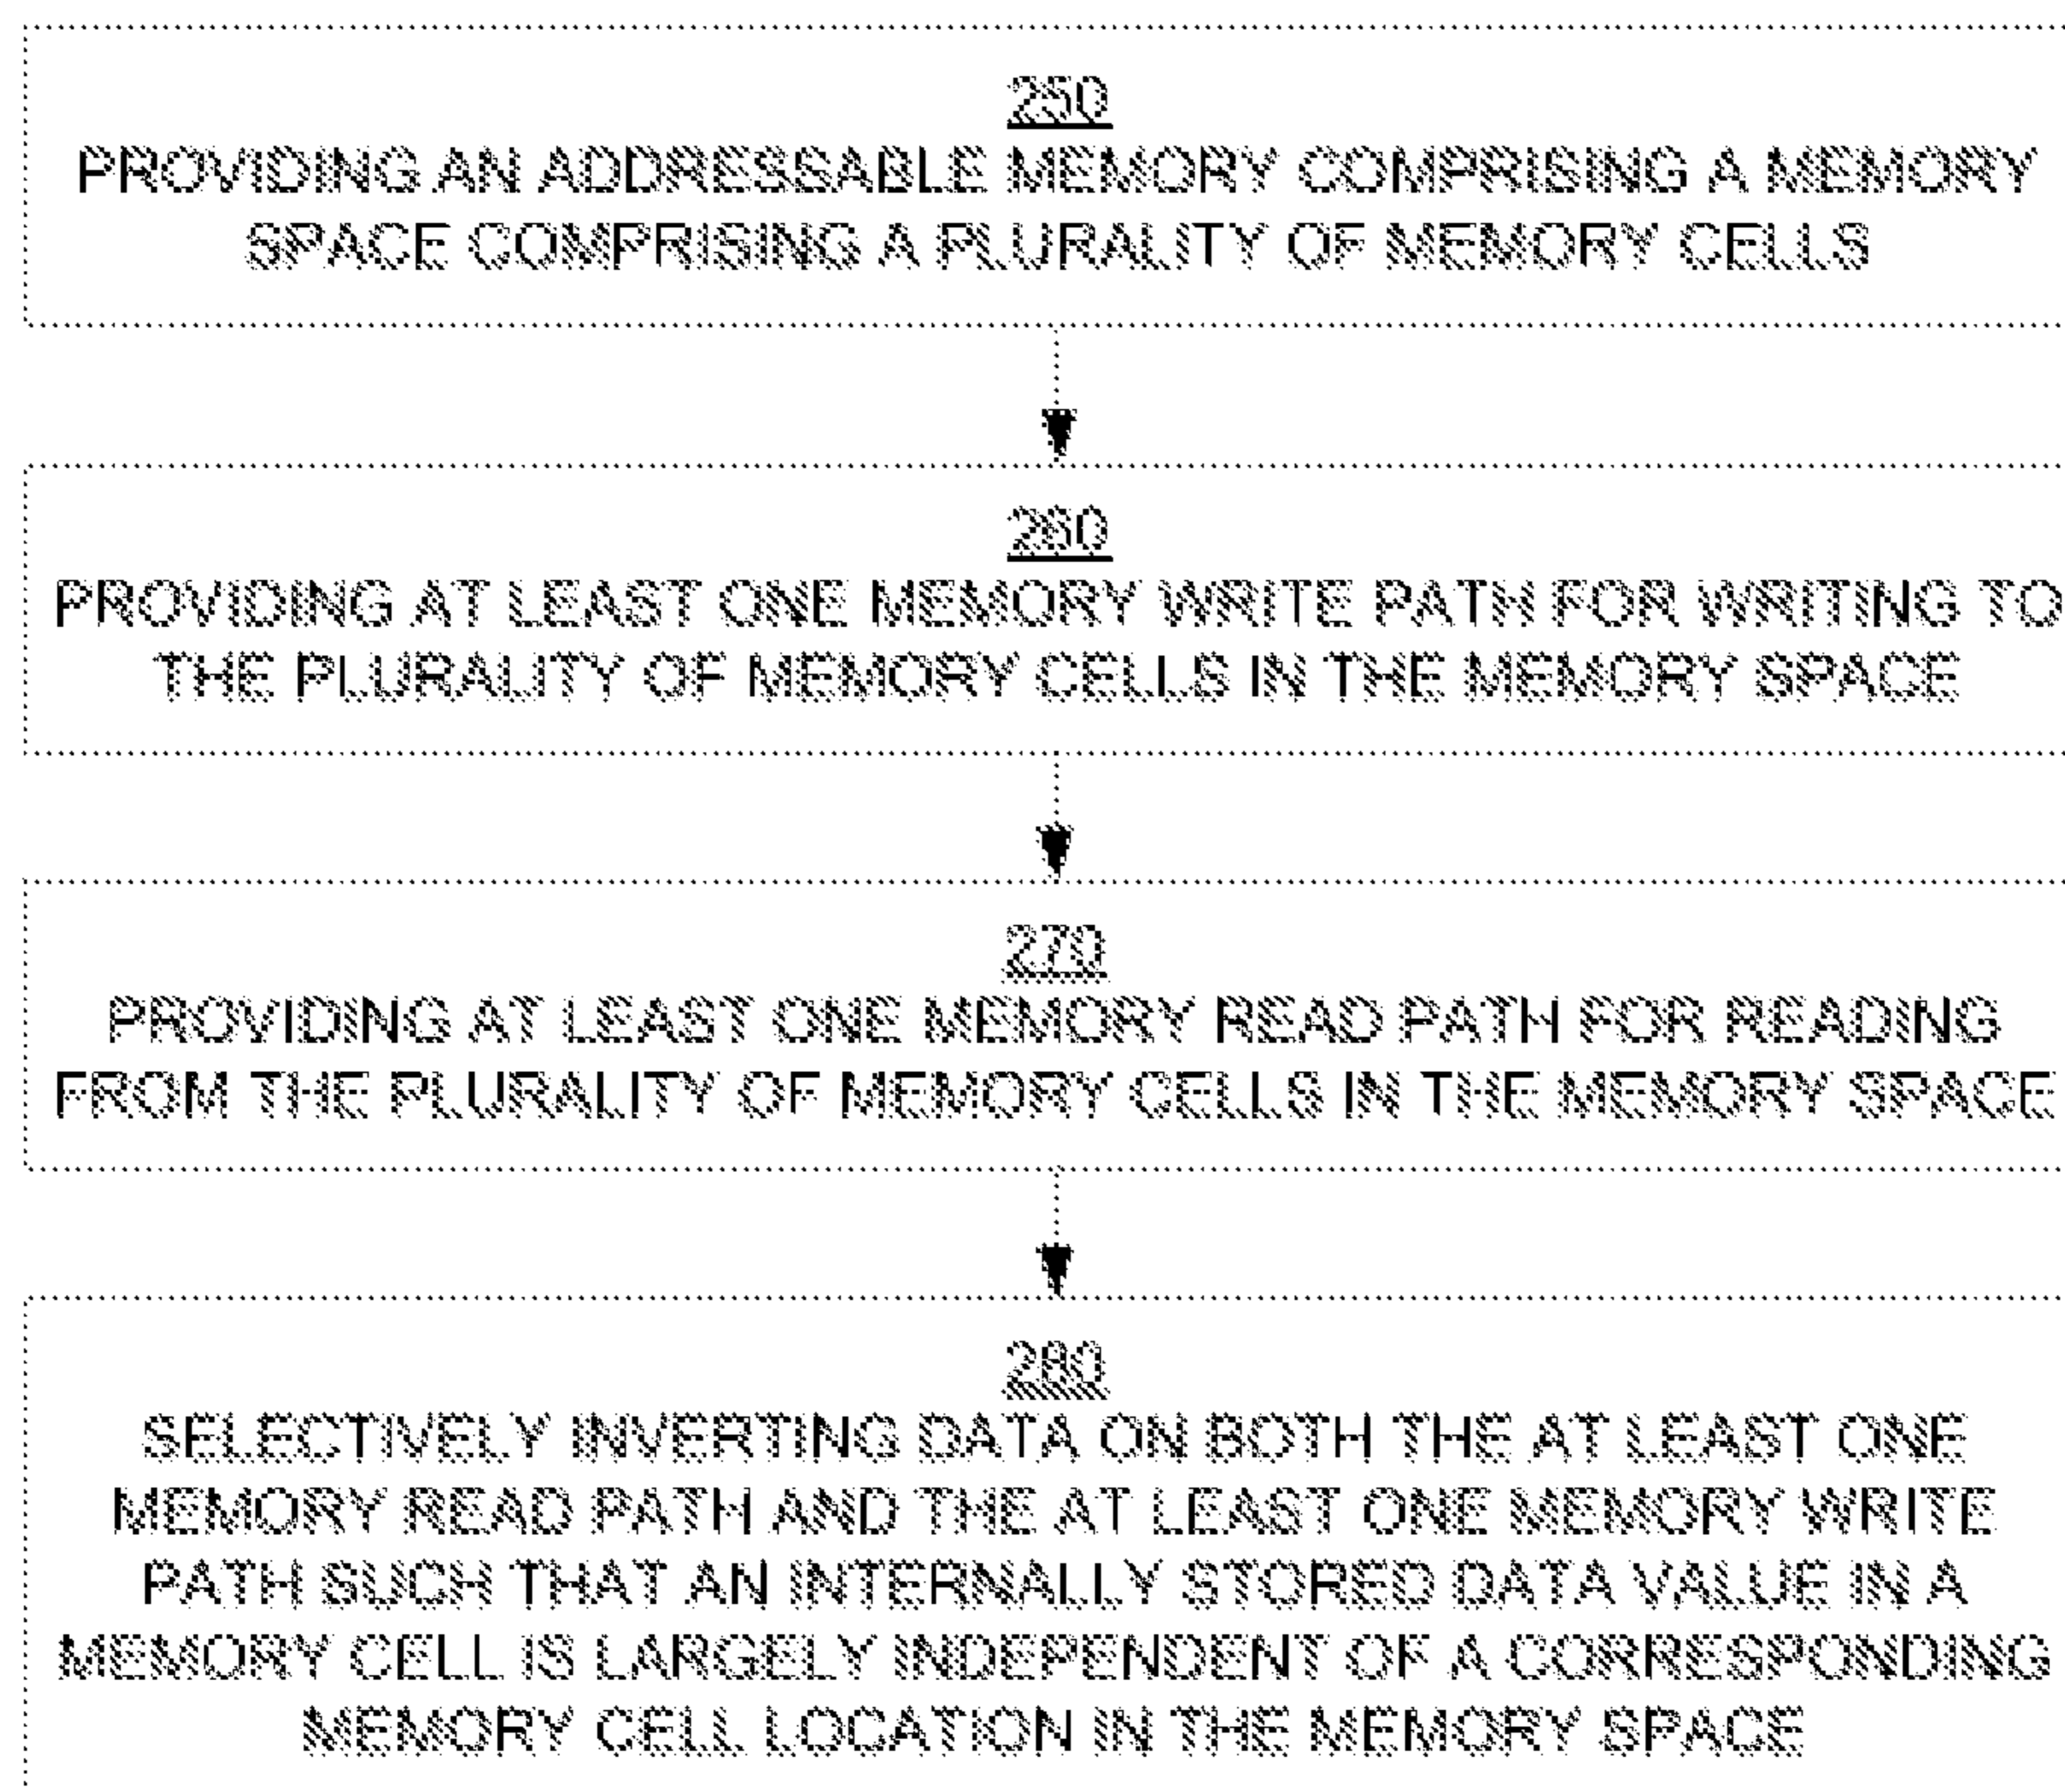 250
PROVIDING AN ADDRESSABLE MEMORY COMPRISING A MEMORY
SPACE COMPRISING A PLURALITY OF MEMORY CELLS
260
PROVIDING AT LEAST ONE MEMORY WRITE PATH FOR WRITING TO
THE PLURALITY OF MEMORY CELLS IN THE MEMORY SPACE
270
PROVIDING AT LEAST ONE MEMORY READ PATH FOR READING
FROM THE PLURALITY OF MEMORY CELLS IN THE MEMORY SPACE
280
SELECTIVELY INVERTING DATA ON BOTH THE AT LEAST ONE
MEMORY READ PATH AND THE AT LEAST ONE MEMORY WRITE
PATH SUCH THAT AN INTERNALLY STORED DATA VALUE IN A
MEMORY CELL IS LARGELY INDEPENDENT OF A CORRESPONDING
MEMORY CELL LOCATION IN THE MEMORY SPACE